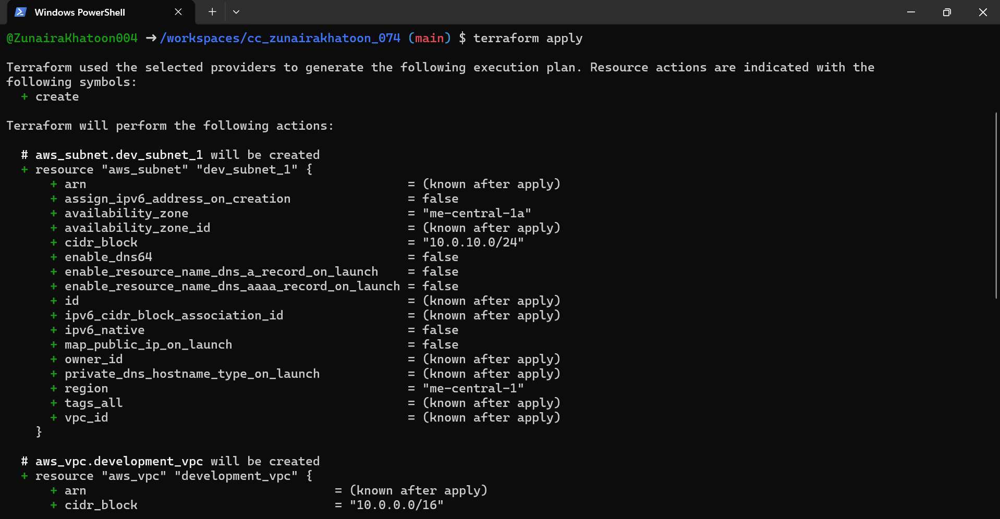 Windows PowerShell
@ZunairaKhatoon004 ➜ /workspaces/cc_zunairakhatoon_074 (main) $ terraform apply
Terraform used the selected providers to generate the following execution plan. Resource actions are indicated with the
following symbols:
  + create
Terraform will perform the following actions:
  # aws_subnet.dev_subnet_1 will be created
  + resource "aws_subnet" "dev_subnet_1" {
      + arn                                            = (known after apply)
      + assign_ipv6_address_on_creation                = false
      + availability_zone                              = "me-central-1a"
      + availability_zone_id                           = (known after apply)
      + cidr_block                                     = "10.0.10.0/24"
      + enable_dns64                                   = false
      + enable_resource_name_dns_a_record_on_launch    = false
      + enable_resource_name_dns_aaaa_record_on_launch = false
      + id                                             = (known after apply)
      + ipv6_cidr_block_association_id                 = (known after apply)
      + ipv6_native                                    = false
      + map_public_ip_on_launch                        = false
      + owner_id                                       = (known after apply)
      + private_dns_hostname_type_on_launch            = (known after apply)
      + region                                         = "me-central-1"
      + tags_all                                       = (known after apply)
      + vpc_id                                         = (known after apply)
    }
  # aws_vpc.development_vpc will be created
  + resource "aws_vpc" "development_vpc" {
      + arn                                  = (known after apply)
      + cidr_block                           = "10.0.0.0/16"